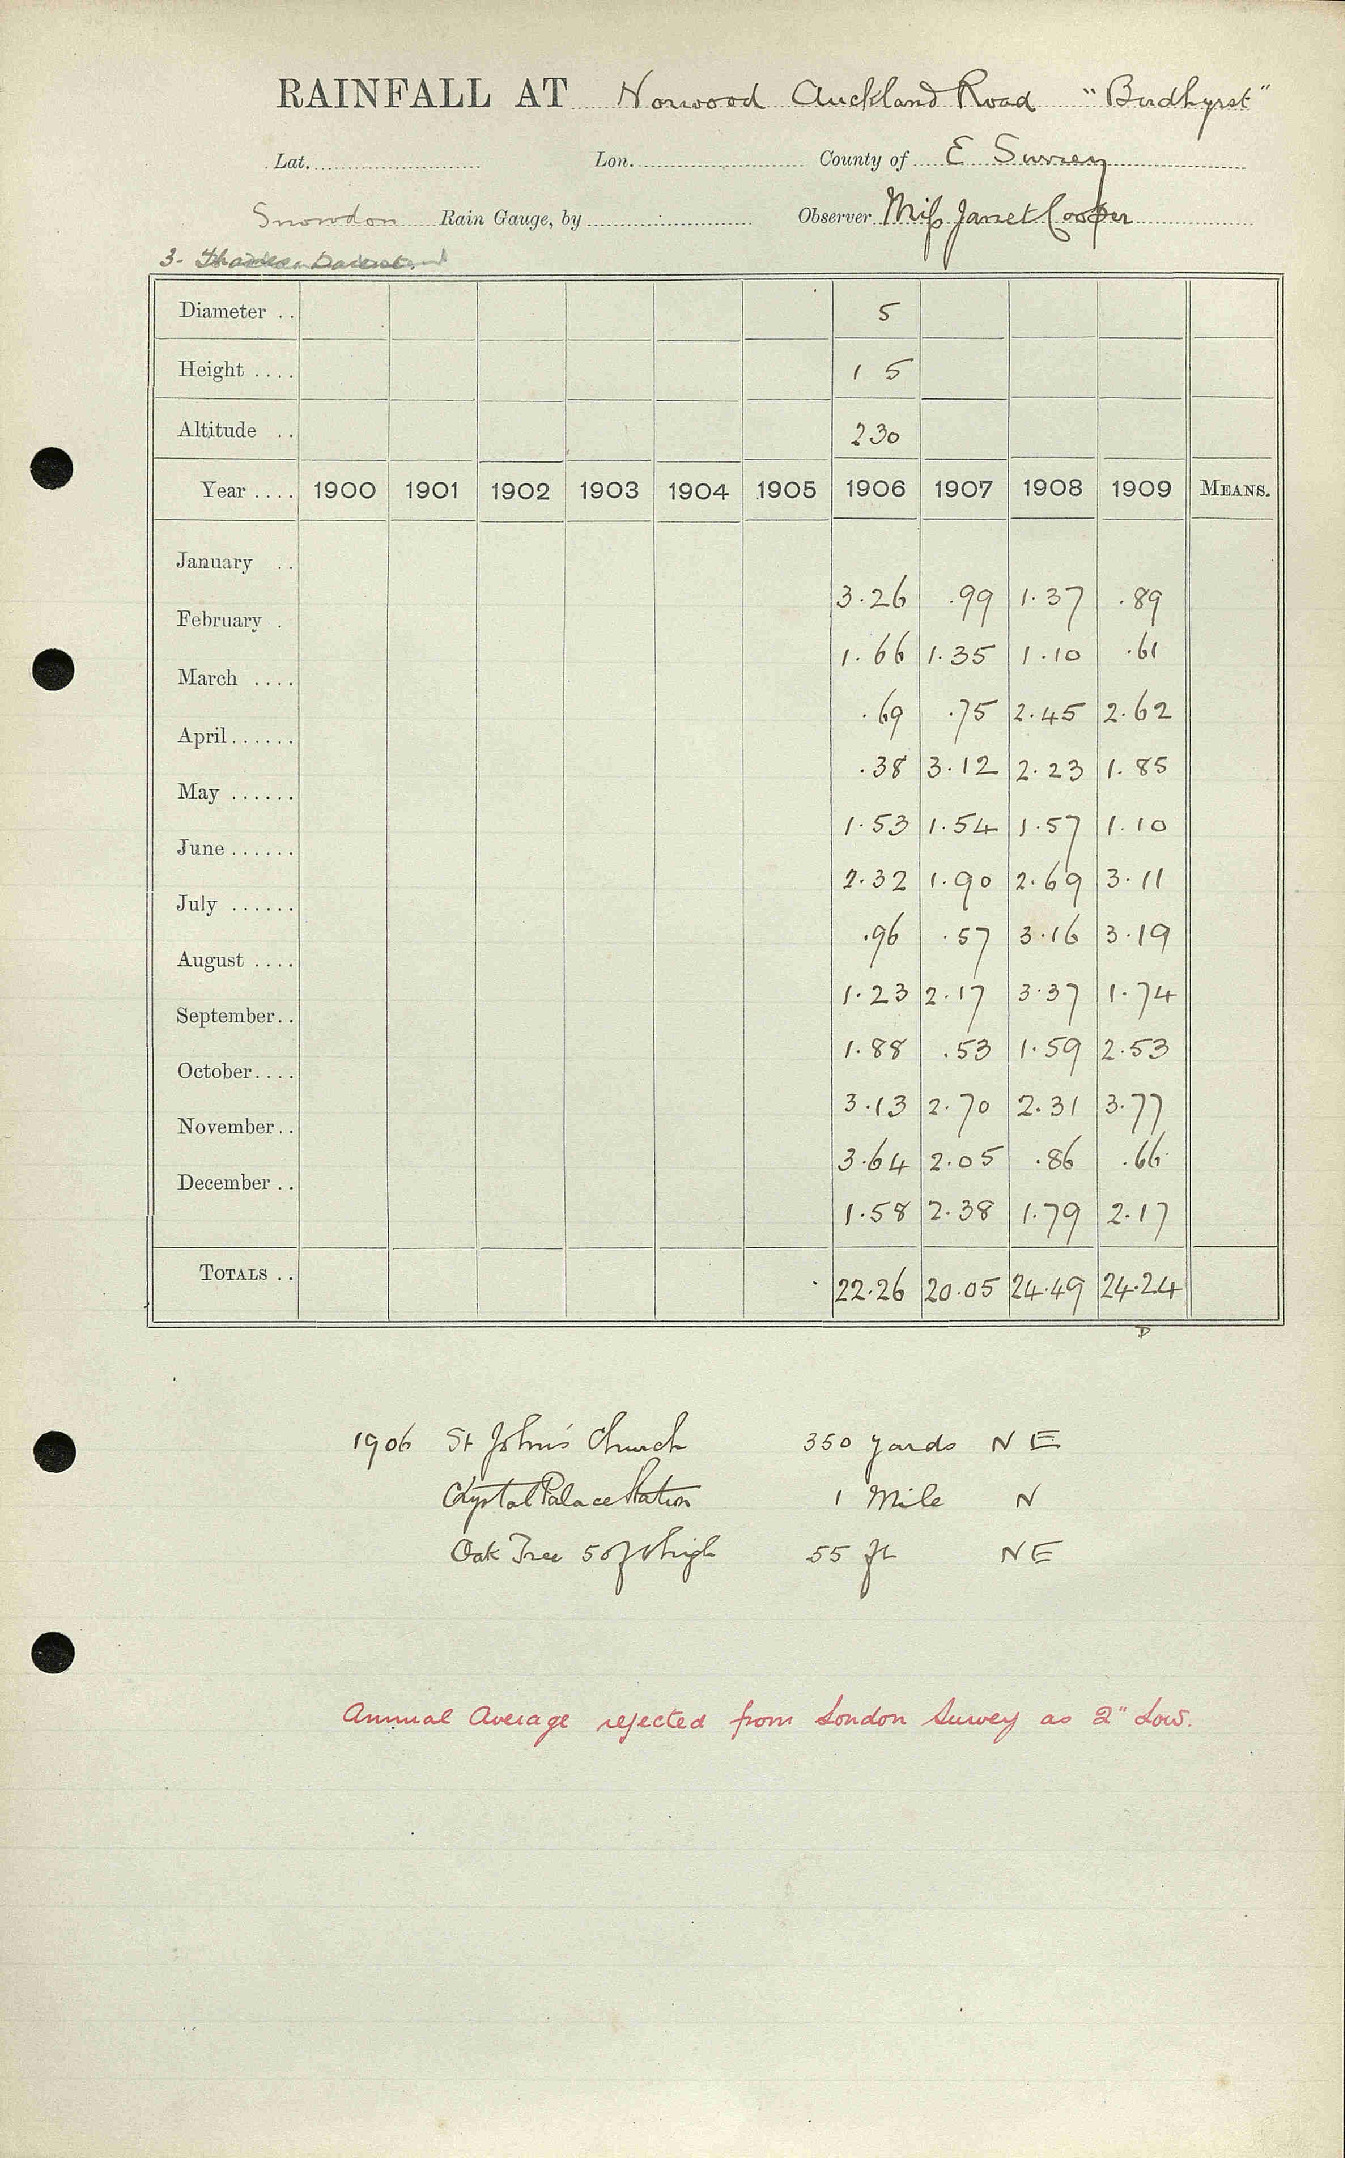 RAINFALL AT Norwood Auckland Road "Birdhyrst"
Lat. Lon. County of E Surrey
Snowdon Rain Gauge, by Observer Miss Janet Cooper
3.
Diameter .. 5
Height .... 1 5
Altitude .. 230
Year .... 1900 1901 1902 1903 1904 1905 1906 1907 1908 1909 MEANS.
January .. 3.26 .99 1.37 .89
February . 1.66 1.35 1.10 .61
March .... .69 .75 2.45 2.62
April...... .38 3.12 2.23 1.85
May ...... 1.53 1.54 1.57 1.10
June ...... 2.32 1.90 2.69 3.11
July ...... .96 .57 3.16 3.19
August .... 1.23 2.17 3.37 1.74
September.. 1.88 .53 1.59 2.53
October.... 3.13 2.70 2.31 3.77
November.. 3.64 2.05 .86 .66
December .. 1.58 2.38 1.79 2.17
TOTALS .. 22.26 20.05 24.49 24.24
D
1906 St John's Church 350 yards N E
Crystal Palace Station 1 Mile N
Oak Tree 50ft high 55 ft NE
Annual Average rejected from London Survey as 2" Low.